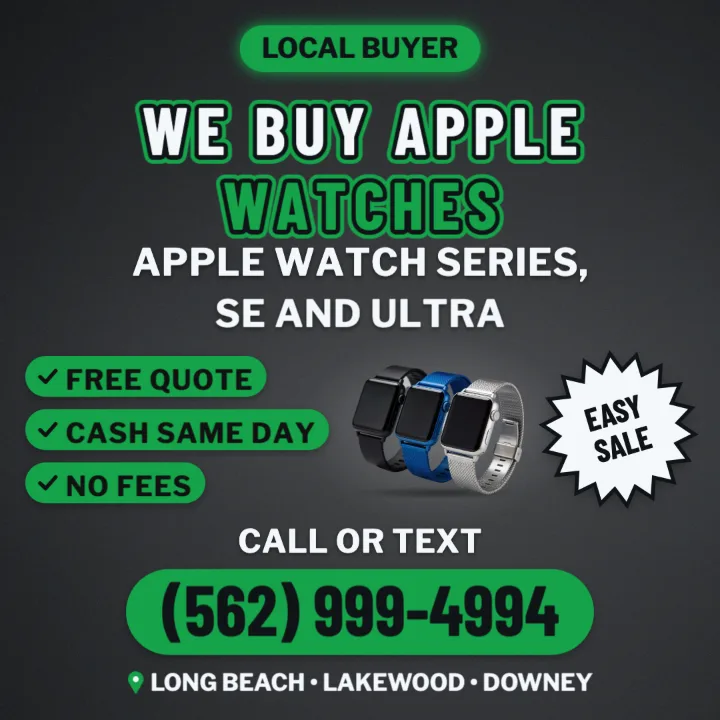 LOCAL BUYER
WE BUY APPLE
WATCHES
APPLE WATCH SERIES,
SE AND ULTRA
FREE QUOTE
CASH SAME DAY
NO FEES
EASY
SALE
CALL OR TEXT
(562) 999-4994
LONG BEACH • LAKEWOOD • DOWNEY